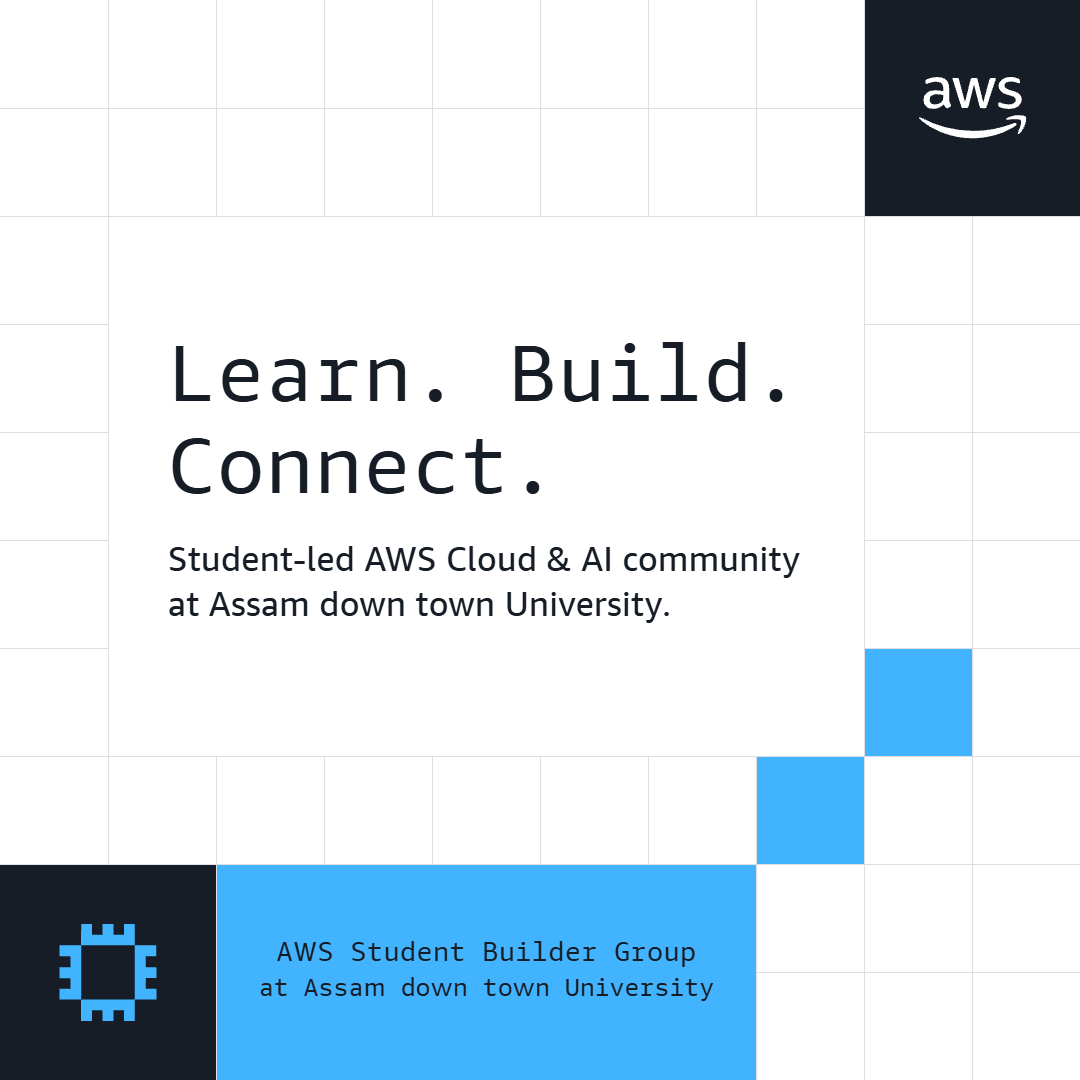 aws
Learn. Build.
Connect.
Student-led AWS Cloud & AI community
at Assam down town University.
AWS Student Builder Group
at Assam down town University